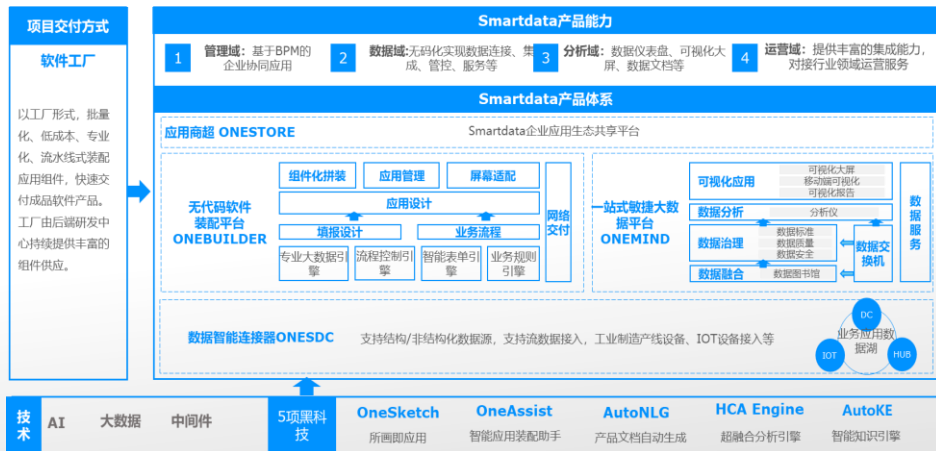 项目交付方式
软件工厂
以工厂形式，批量
化、低成本、专业
化、流水线式装配
应用组件，快速交
付成品软件产品。
工厂由后端研发中
心持续提供丰富的
组件供应。
Smartdata产品能力
1
管理域：基于BPM的
企业协同应用
2
数据域:无码化实现数据连接、集
成、管控、服务等
3
分析域：数据仪表盘、可视化大
屏、数据文档等
4
运营域：提供丰富的集成能力，
对接行业领域运营服务
Smartdata产品体系
应用商超 ONESTORE
Smartdata企业应用生态共享平台
无代码软件
装配平台
ONEBUILDER
组件化拼装
应用管理
屏幕适配
应用设计
填报设计
业务流程
专业大数据引
擎
流程控制引
擎
智能表单引
擎
业务规则
引擎
网络
交付
一站式敏捷大数
据平台
ONEMIND
可视化应用
可视化大屏
移动端可视化
可视化报告
数据分析
分析仪
数据治理
数据标准
数据质量
数据安全
数据融合
数据图书馆
数据交
换机
数
据
服
务
数据智能连接器ONESDC
支持结构/非结构化数据源，支持流数据接入，工业制造产线设备、IOT设备接入等
DC
业务应用数
据湖
IOT
HUB
技
术
AI
大数据
中间件
5项黑科
技
OneSketch
所画即应用
OneAssist
智能应用装配助手
AutoNLG
产品文档自动生成
HCA Engine
超融合分析引擎
AutoKE
智能知识引擎